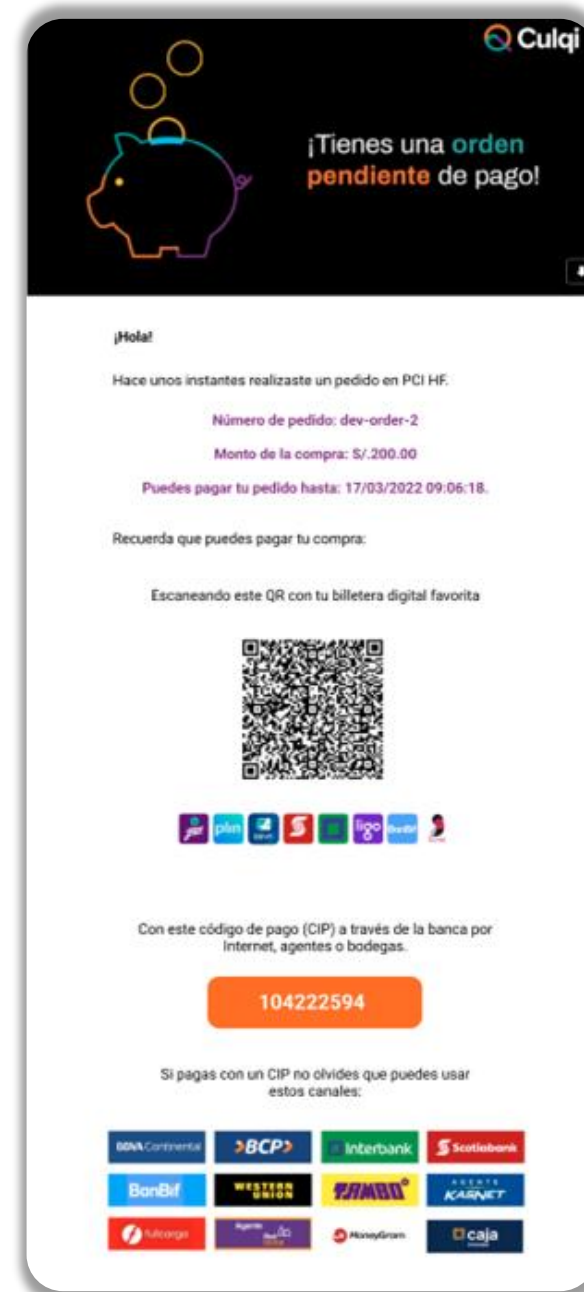 Culqi
¡Tienes una orden
pendiente de pago!
¡Hola!
Hace unos instantes realizaste un pedido en PCI HF.
Número de pedido: dev-order-2
Monto de la compra: S/.200.00
Puedes pagar tu pedido hasta: 17/03/2022 09:06:18.
Recuerda que puedes pagar tu compra:
Escaneando este QR con tu billetera digital favorita
plin
BBVA
ligo
BanBif
Con este código de pago (CIP) a través de la banca por
Internet, agentes o bodegas.
104222594
Si pagas con un CIP no olvides que puedes usar
estos canales:
BBVA Continental
BCP
Interbank
Scotiabank
BanBif
WESTERN
UNION
TAMBO
AGENTE
KASNET
fullcarga
Agente
MoneyGram
caja